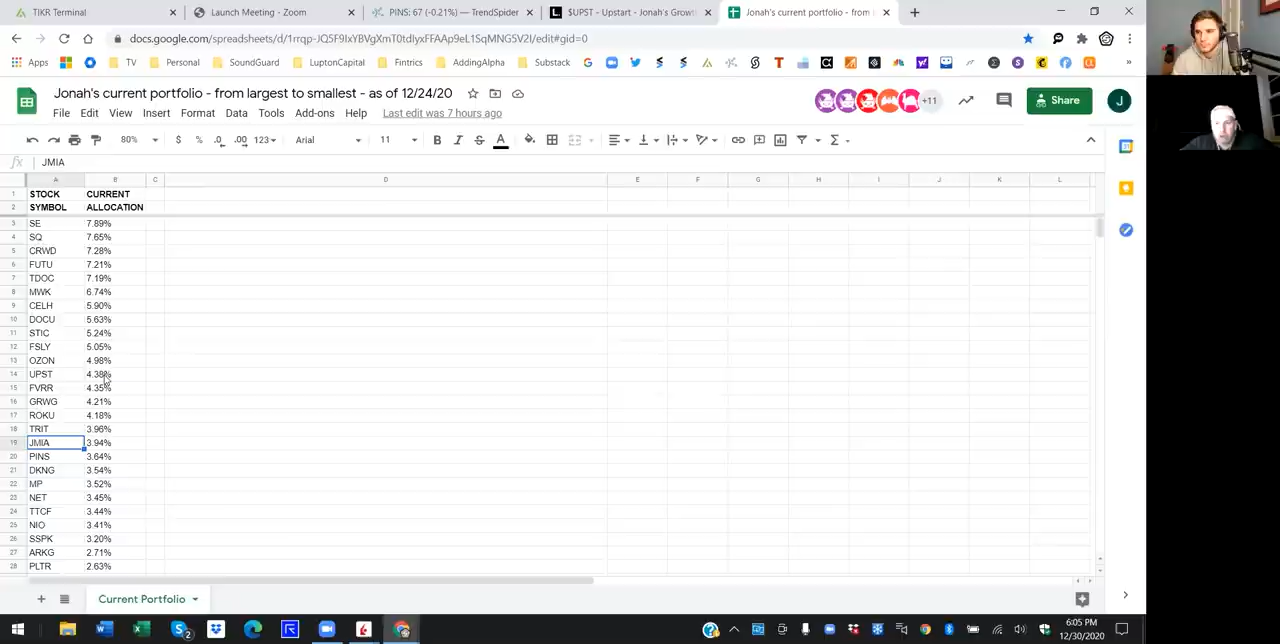 TIKR Terminal
Launch Meeting - Zoom
PINS: 67 (-0.21%) — TrendSpider
$UPST - Upstart - Jonah's Growt
Jonah's current portfolio - from l
docs.google.com/spreadsheets/d/1rrqp-JQ5F9IxYBVgXmT0tdIyxFFAAp9eL1SqMNrSV2I/edit#gid=0
Apps
TV
Personal
SoundGuard
LuptonCapital
Fintrics
AddingAlpha
Substack
Jonah's current portfolio - from largest to smallest - as of 12/24/20
File Edit View Insert Data Tools Add-ons Help Last edit was 7 hours ago
+11
Share
J
80% $ % .0 .00 123 Arial 11
fx JMIA
A B C D E F G H I J K L
1 STOCK CURRENT
2 SYMBOL ALLOCATION
3 SE 7.89%
4 SQ 7.65%
5 CRWD 7.28%
6 FUTU 7.21%
7 TDOC 7.19%
8 MWK 6.74%
9 CELH 5.90%
10 DOCU 5.63%
11 STIC 5.24%
12 FSLY 5.05%
13 OZON 4.98%
14 UPST 4.38%
15 FVRR 4.35%
16 GRWG 4.21%
17 ROKU 4.18%
18 TRIT 3.96%
19 JMIA 3.94%
20 PINS 3.64%
21 DKNG 3.54%
22 MP 3.52%
23 NET 3.45%
24 TTCF 3.44%
25 NIO 3.41%
26 SSPK 3.20%
27 ARKG 2.71%
28 PLTR 2.63%
Current Portfolio
6:05 PM
12/30/2020